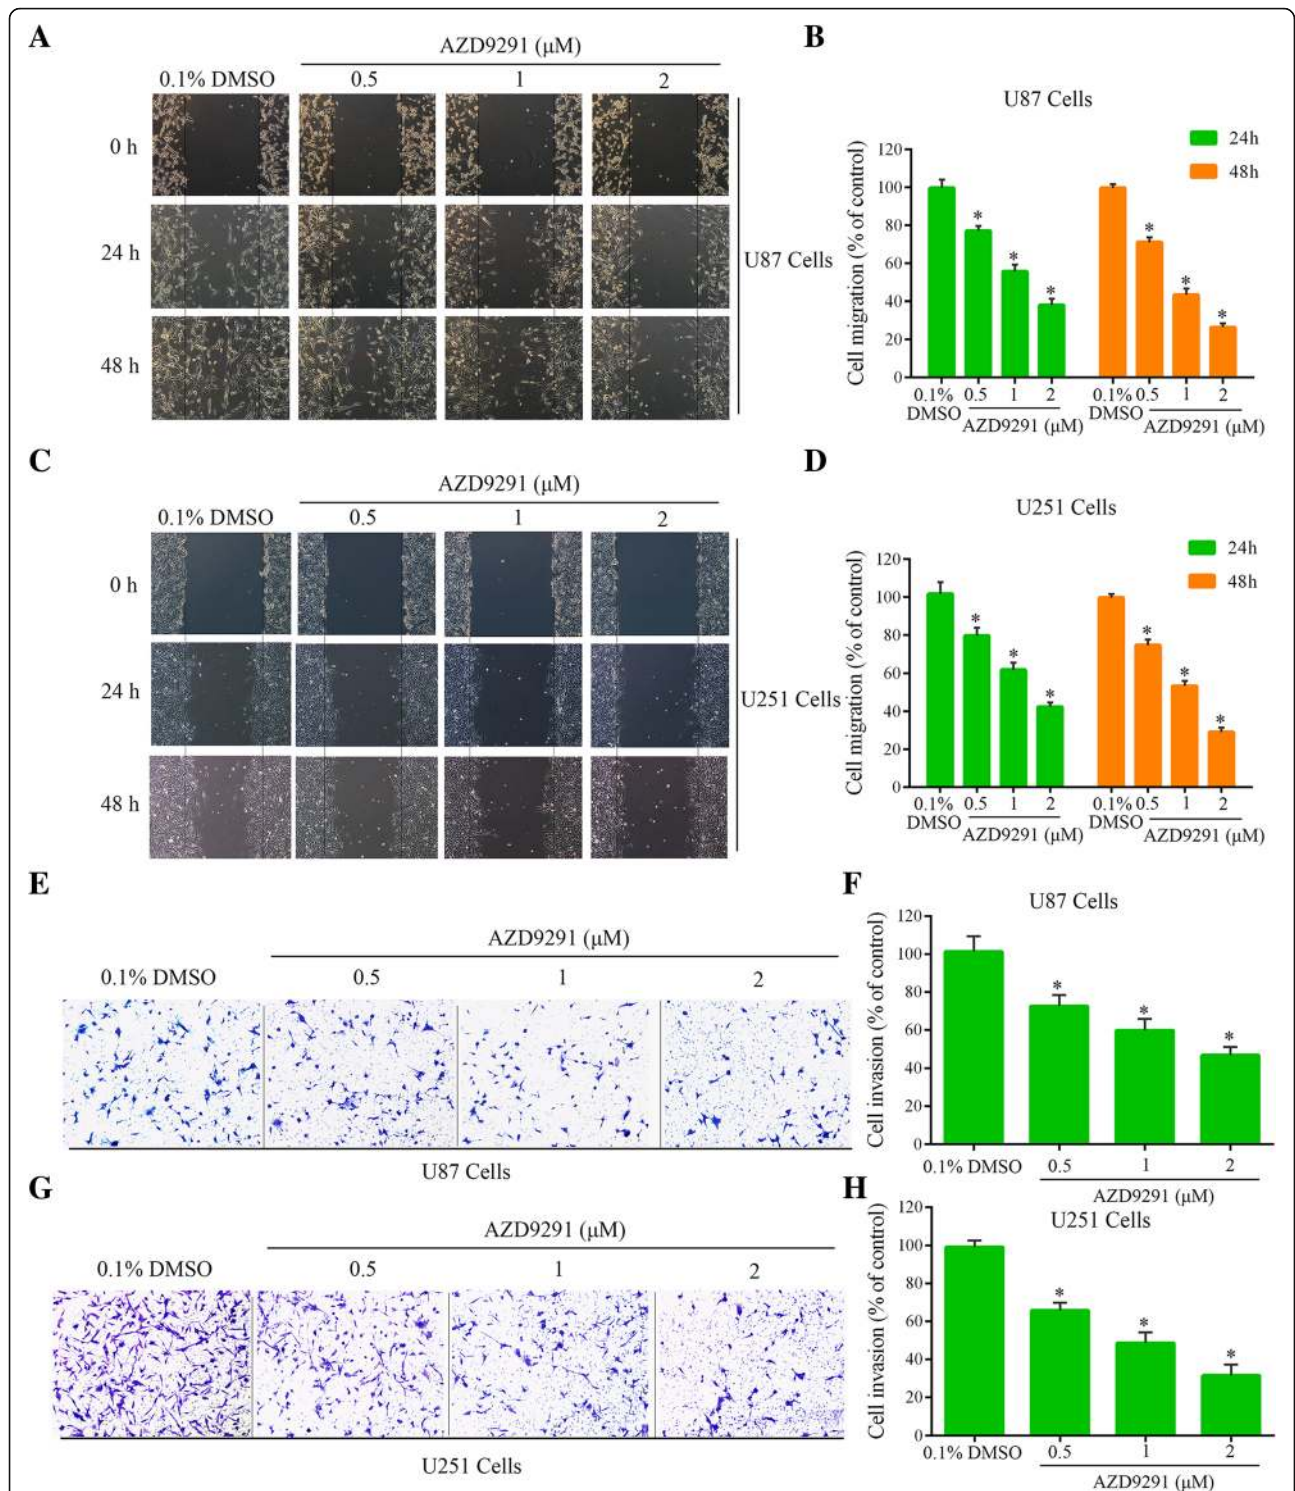 A
AZD9291 (μM)
0.1% DMSO 0.5 1 2
0 h
24 h
48 h
U87 Cells
B
U87 Cells
24h
48h
Cell migration (% of control)
120
100
80
60
40
20
0
0.1% DMSO 0.5 1 2
AZD9291 (μM)
0.1% DMSO 0.5 1 2
AZD9291 (μM)
* * * * * *
C
AZD9291 (μM)
0.1% DMSO 0.5 1 2
0 h
24 h
48 h
U251 Cells
D
U251 Cells
24h
48h
Cell migration (% of control)
120
100
80
60
40
20
0
* * * * * *
0.1% DMSO 0.5 1 2
AZD9291 (μM)
0.1% DMSO 0.5 1 2
AZD9291 (μM)
E
AZD9291 (μM)
0.1% DMSO 0.5 1 2
U87 Cells
F
U87 Cells
Cell invasion (% of control)
120
100
80
60
40
20
0
* * *
0.1% DMSO 0.5 1 2
AZD9291 (μM)
G
AZD9291 (μM)
0.1% DMSO 0.5 1 2
U251 Cells
H
U251 Cells
Cell invasion (% of control)
120
100
80
60
40
20
0
* * *
0.1% DMSO 0.5 1 2
AZD9291 (μM)